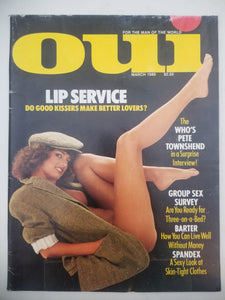 FOR THE MAN OF THE WORLD
oui
MARCH 1980 $2.50
LIP SERVICE
DO GOOD KISSERS MAKE BETTER LOVERS?
The
WHO'S
PETE
TOWNSHEND
in a Surprise
Interview!
GROUP SEX
SURVEY
Are You Ready for
Three-on-a-Bed?
BARTER
How You Can Live Well
Without Money
SPANDEX
A Sexy Look at
Skin-Tight Clothes